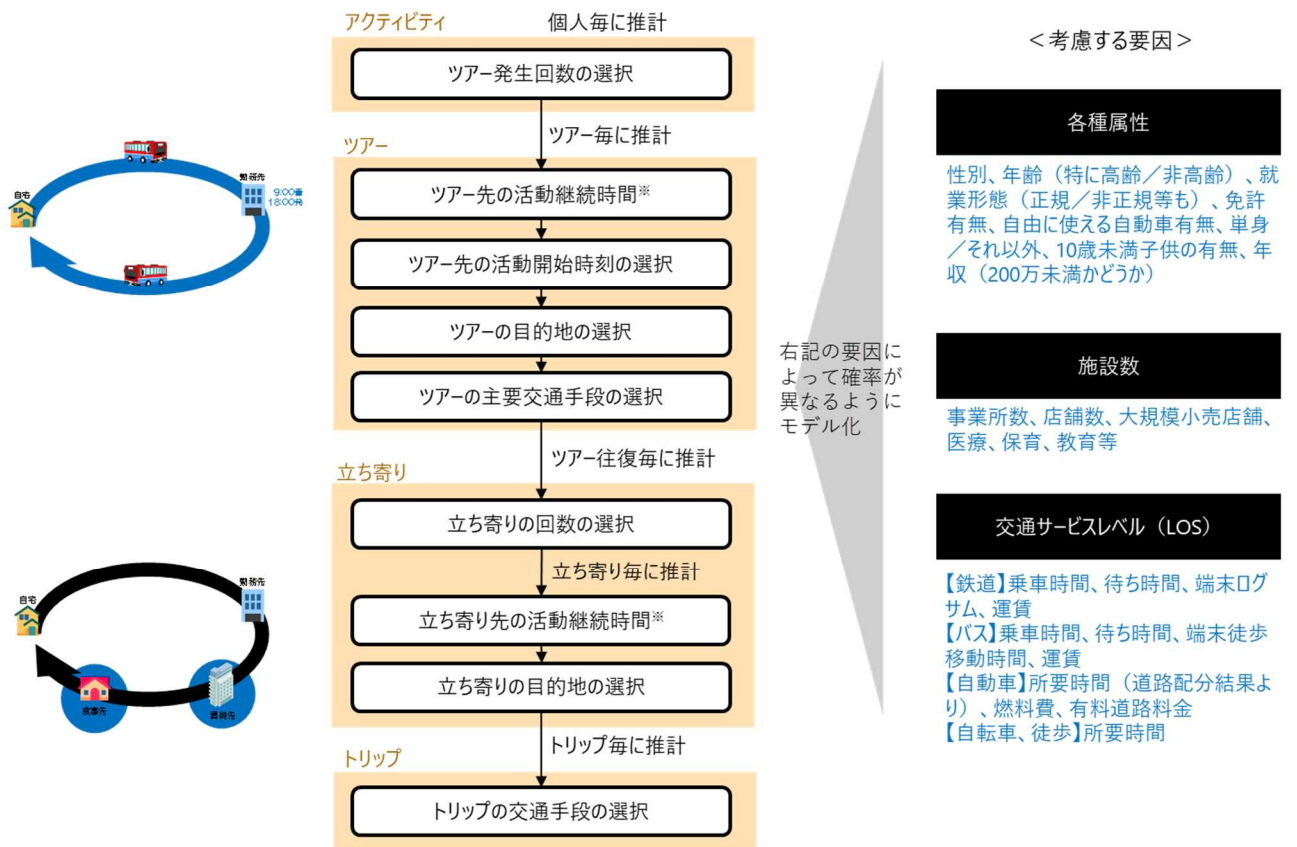 アクティビティ
個人毎に推計
ツアー発生回数の選択
ツアー毎に推計
ツアー
ツアー先の活動継続時間※
ツアー先の活動開始時刻の選択
ツアーの目的地の選択
ツアーの主要交通手段の選択
ツアー往復毎に推計
立ち寄り
立ち寄りの回数の選択
立ち寄り毎に推計
立ち寄り先の活動継続時間※
立ち寄りの目的地の選択
トリップ毎に推計
トリップ
トリップの交通手段の選択
自宅
勤務先
9:00着
18:00発
自宅
勤務先
食事先
買物先
右記の要因に
よって確率が
異なるように
モデル化
<考慮する要因>
各種属性
性別、年齢（特に高齢／非高齢）、就
業形態（正規／非正規等も）、免許
有無、自由に使える自動車有無、単身
／それ以外、10歳未満子供の有無、年
収（200万未満かどうか）
施設数
事業所数、店舗数、大規模小売店舗、
医療、保育、教育等
交通サービスレベル（LOS）
【鉄道】乗車時間、待ち時間、端末ログ
サム、運賃
【バス】乗車時間、待ち時間、端末徒歩
移動時間、運賃
【自動車】所要時間（道路配分結果よ
り）、燃料費、有料道路料金
【自転車、徒歩】所要時間